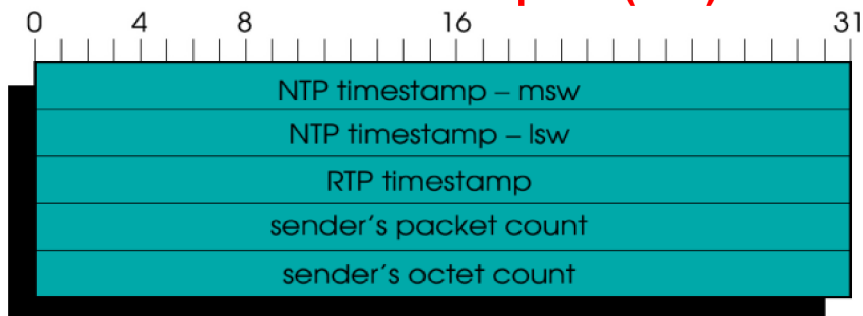 0 4 8 16 31
NTP timestamp – msw
NTP timestamp – lsw
RTP timestamp
sender's packet count
sender's octet count